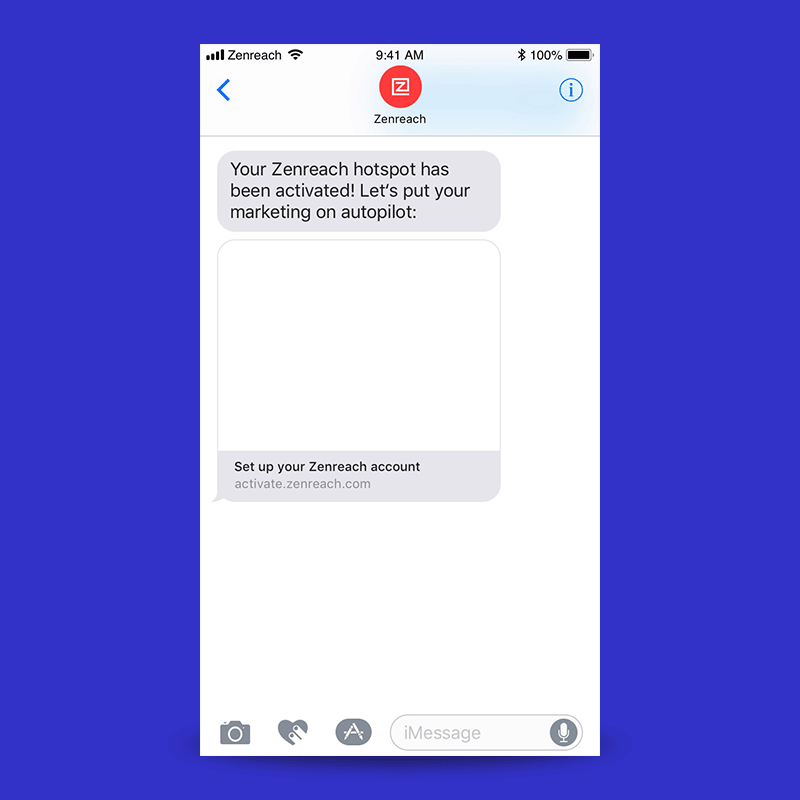 Zenreach 9:41 AM 100%
Zenreach
Your Zenreach hotspot has
been activated! Let‘s put your
marketing on autopilot:
Set up your Zenreach account
activate.zenreach.com
iMessage